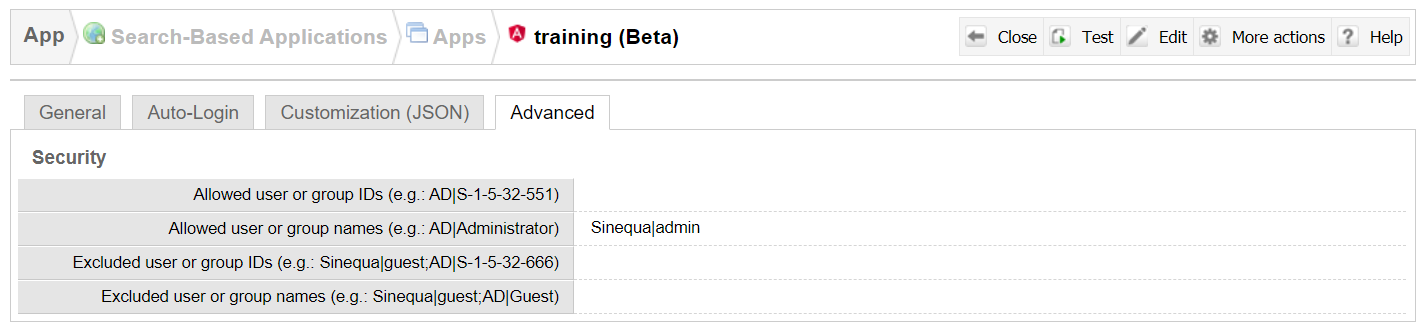 App Search-Based Applications Apps training (Beta) Close Test Edit More actions Help
General Auto-Login Customization (JSON) Advanced
Security
Allowed user or group IDs (e.g.: AD|S-1-5-32-551)
Allowed user or group names (e.g.: AD|Administrator) Sinequa|admin
Excluded user or group IDs (e.g.: Sinequa|guest;AD|S-1-5-32-666)
Excluded user or group names (e.g.: Sinequa|guest;AD|Guest)